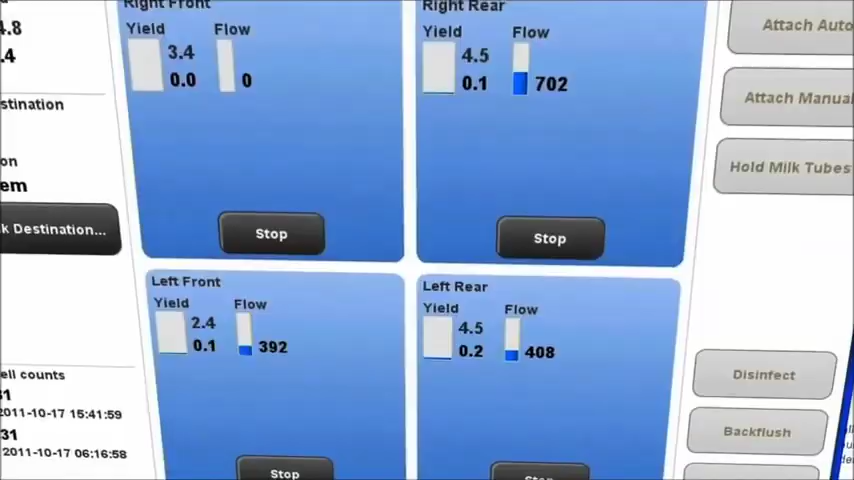 4.8
.4
stination
on
em
k Destination...
ell counts
31
2011-10-17 15:41:59
31
2011-10-17 06:16:58
Right Front
Yield Flow
3.4
0.0 0
Stop
Right Rear
Yield Flow
4.5
0.1 702
Stop
Left Front
Yield Flow
2.4
0.1 392
Stop
Left Rear
Yield Flow
4.5
0.2 408
Stop
Attach Auto
Attach Manual
Hold Milk Tubes
Disinfect
Backflush